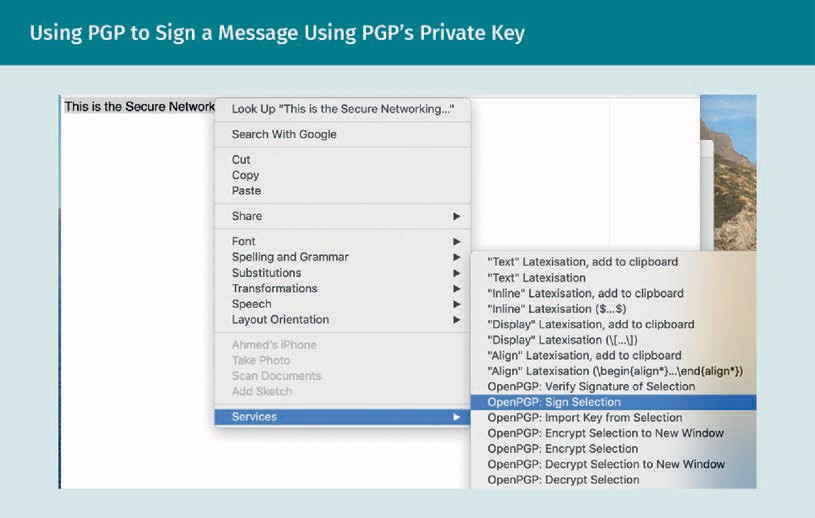 Using PGP to Sign a Message Using PGP's Private Key
This is the Secure Network
Look Up "This is the Secure Networking..."
Search With Google
Cut
Copy
Paste
Share
Font
Spelling and Grammar
Substitutions
Transformations
Speech
Layout Orientation
Ahmed's iPhone
Take Photo
Scan Documents
Add Sketch
Services
"Text" Latexisation, add to clipboard
"Text" Latexisation
"Inline" Latexisation, add to clipboard
"Inline" Latexisation ($...$)
"Display" Latexisation, add to clipboard
"Display" Latexisation (\[...\])
"Align" Latexisation, add to clipboard
"Align" Latexisation (\begin{align*}...\end{align*})
OpenPGP: Verify Signature of Selection
OpenPGP: Sign Selection
OpenPGP: Import Key from Selection
OpenPGP: Encrypt Selection to New Window
OpenPGP: Encrypt Selection
OpenPGP: Decrypt Selection to New Window
OpenPGP: Decrypt Selection